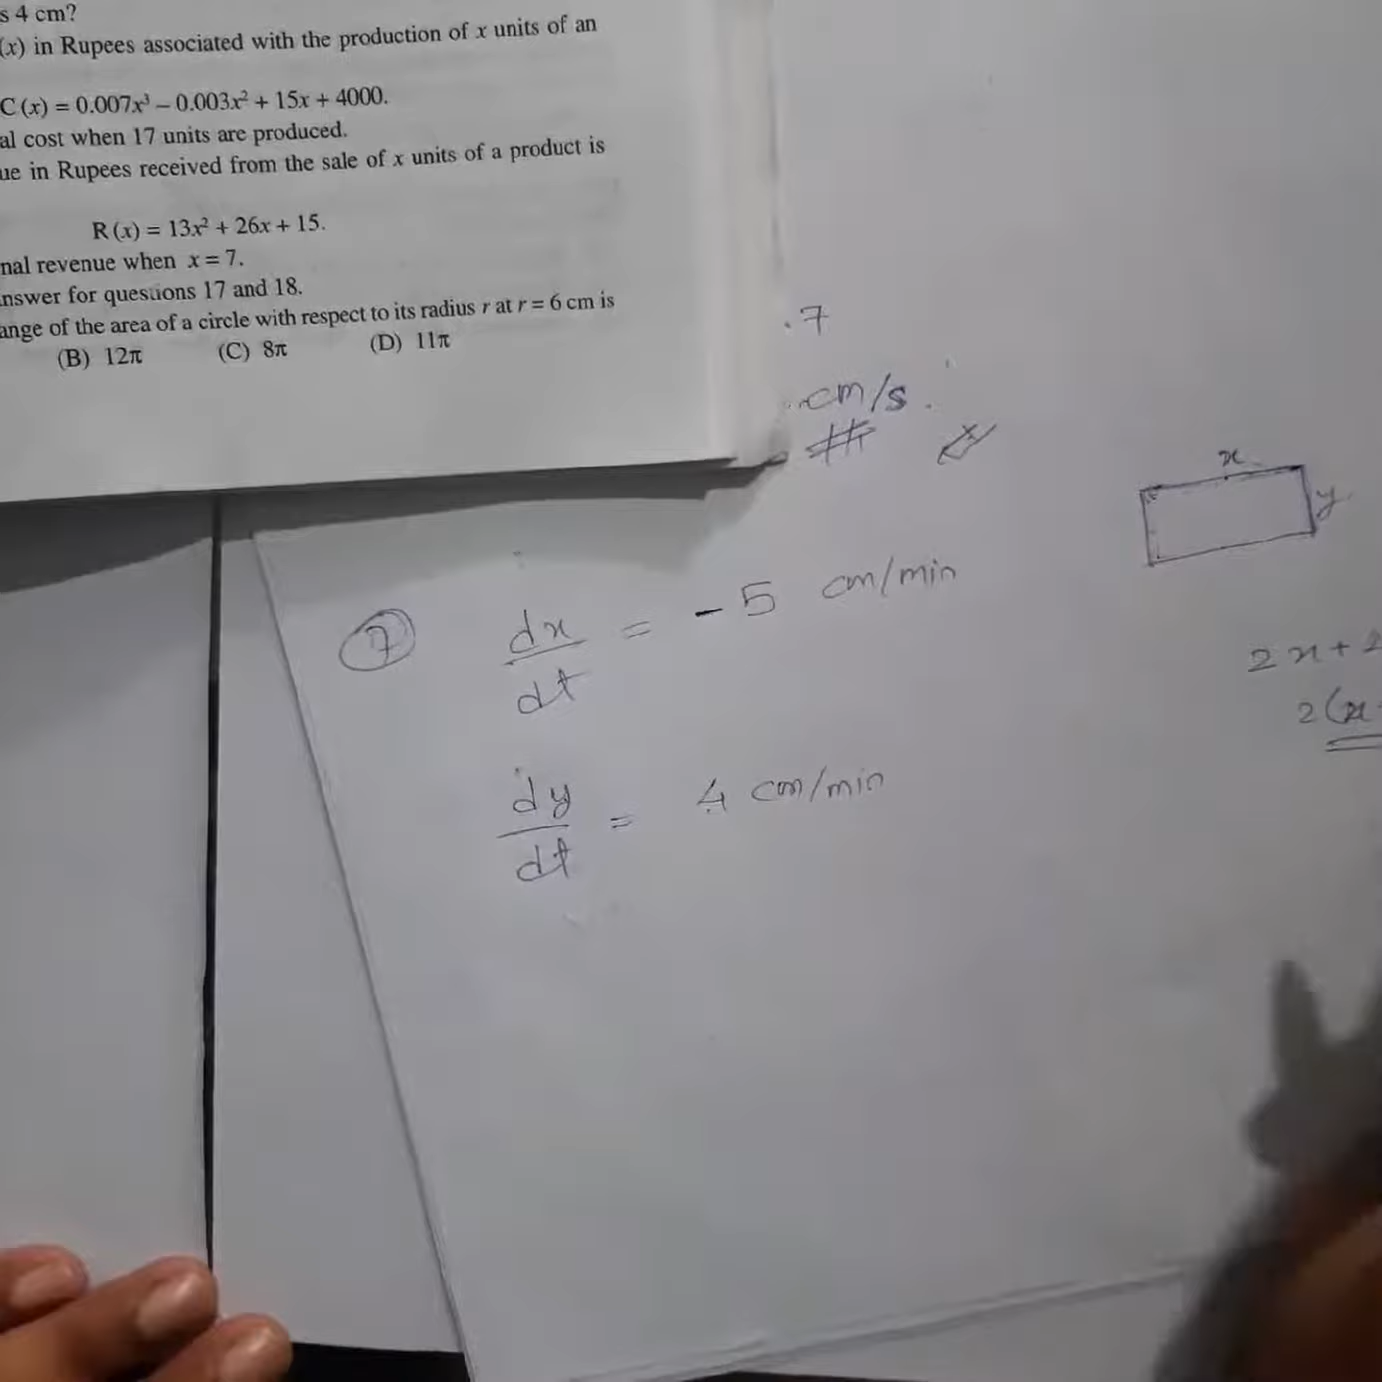 s 4 cm?
(x) in Rupees associated with the production of x units of an
C (x) = 0.007x³ – 0.003x² + 15x + 4000.
al cost when 17 units are produced.
ue in Rupees received from the sale of x units of a product is
R (x) = 13x² + 26x + 15.
nal revenue when x = 7.
nswer for questions 17 and 18.
ange of the area of a circle with respect to its radius r at r = 6 cm is
(B) 12π (C) 8π (D) 11π
.7
cm/s.
x
y
7 dx/dt = -5 cm/min
2x+2
2(x
dy/dt = 4 cm/min